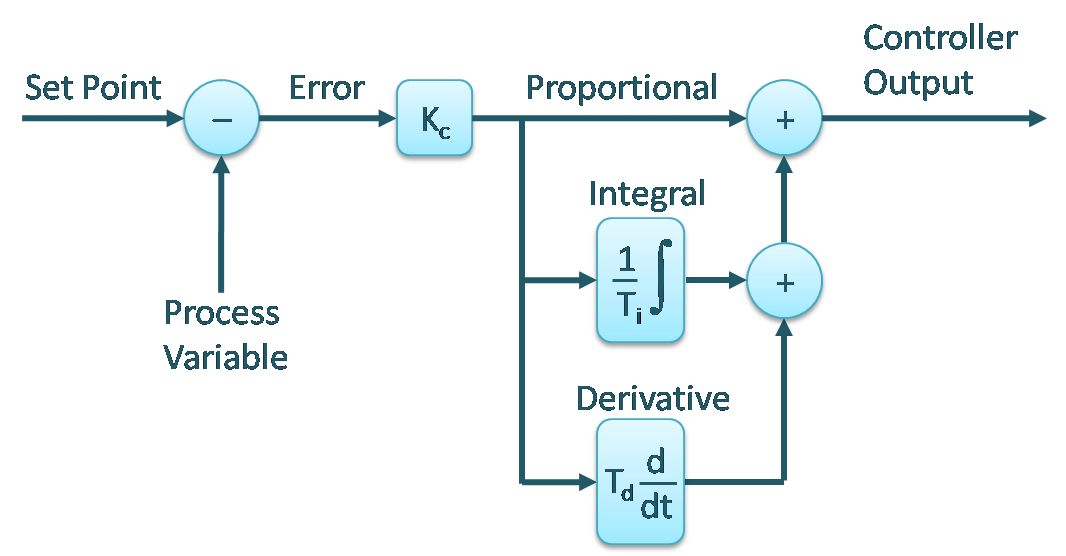 Set Point
−
Error
Kc
Proportional
+
Controller
Output
Integral
1
Ti
∫
+
Process
Variable
Derivative
Td d
dt